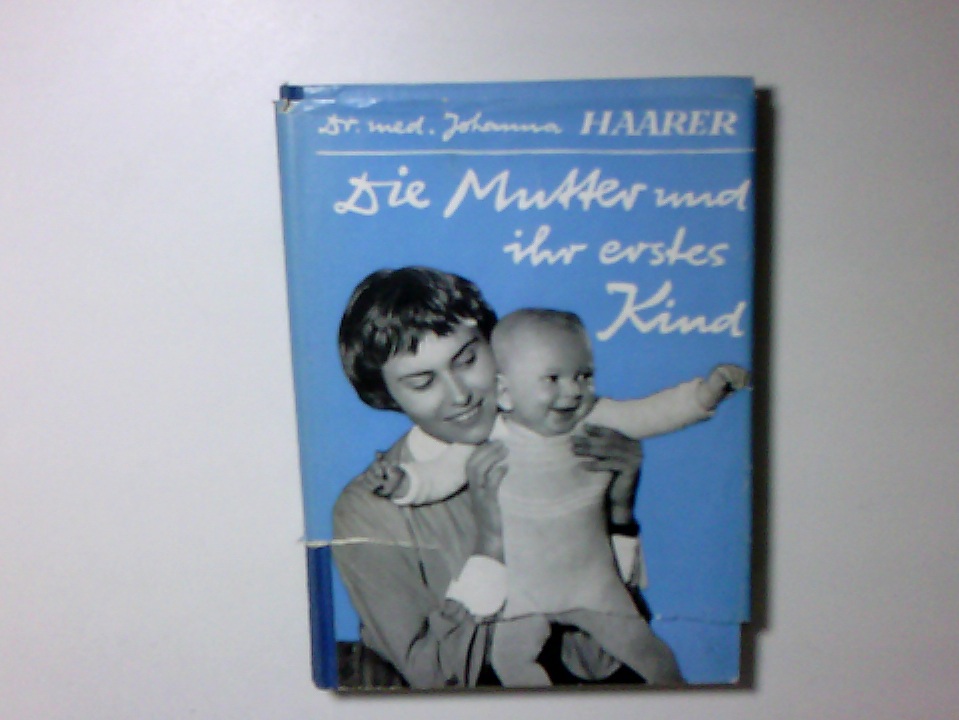 Dr. med. Johanna HAARER
Die Mutter und
ihr erstes
Kind